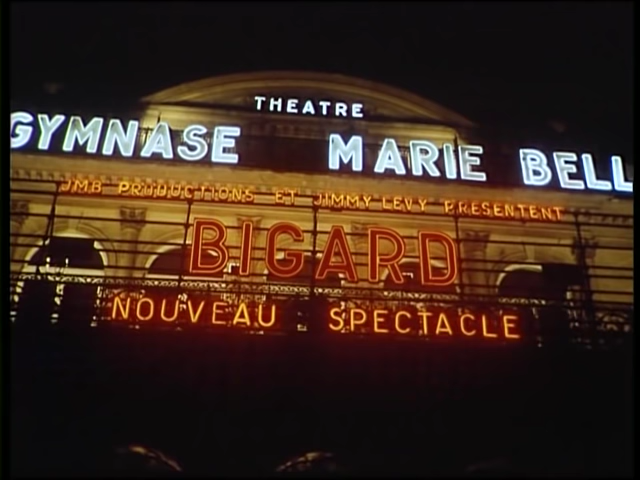 THEATRE
GYMNASE MARIE BELL
JMB PRODUCTIONS ET JIMMY LEVY PRESENTENT
BIGARD
NOUVEAU SPECTACLE